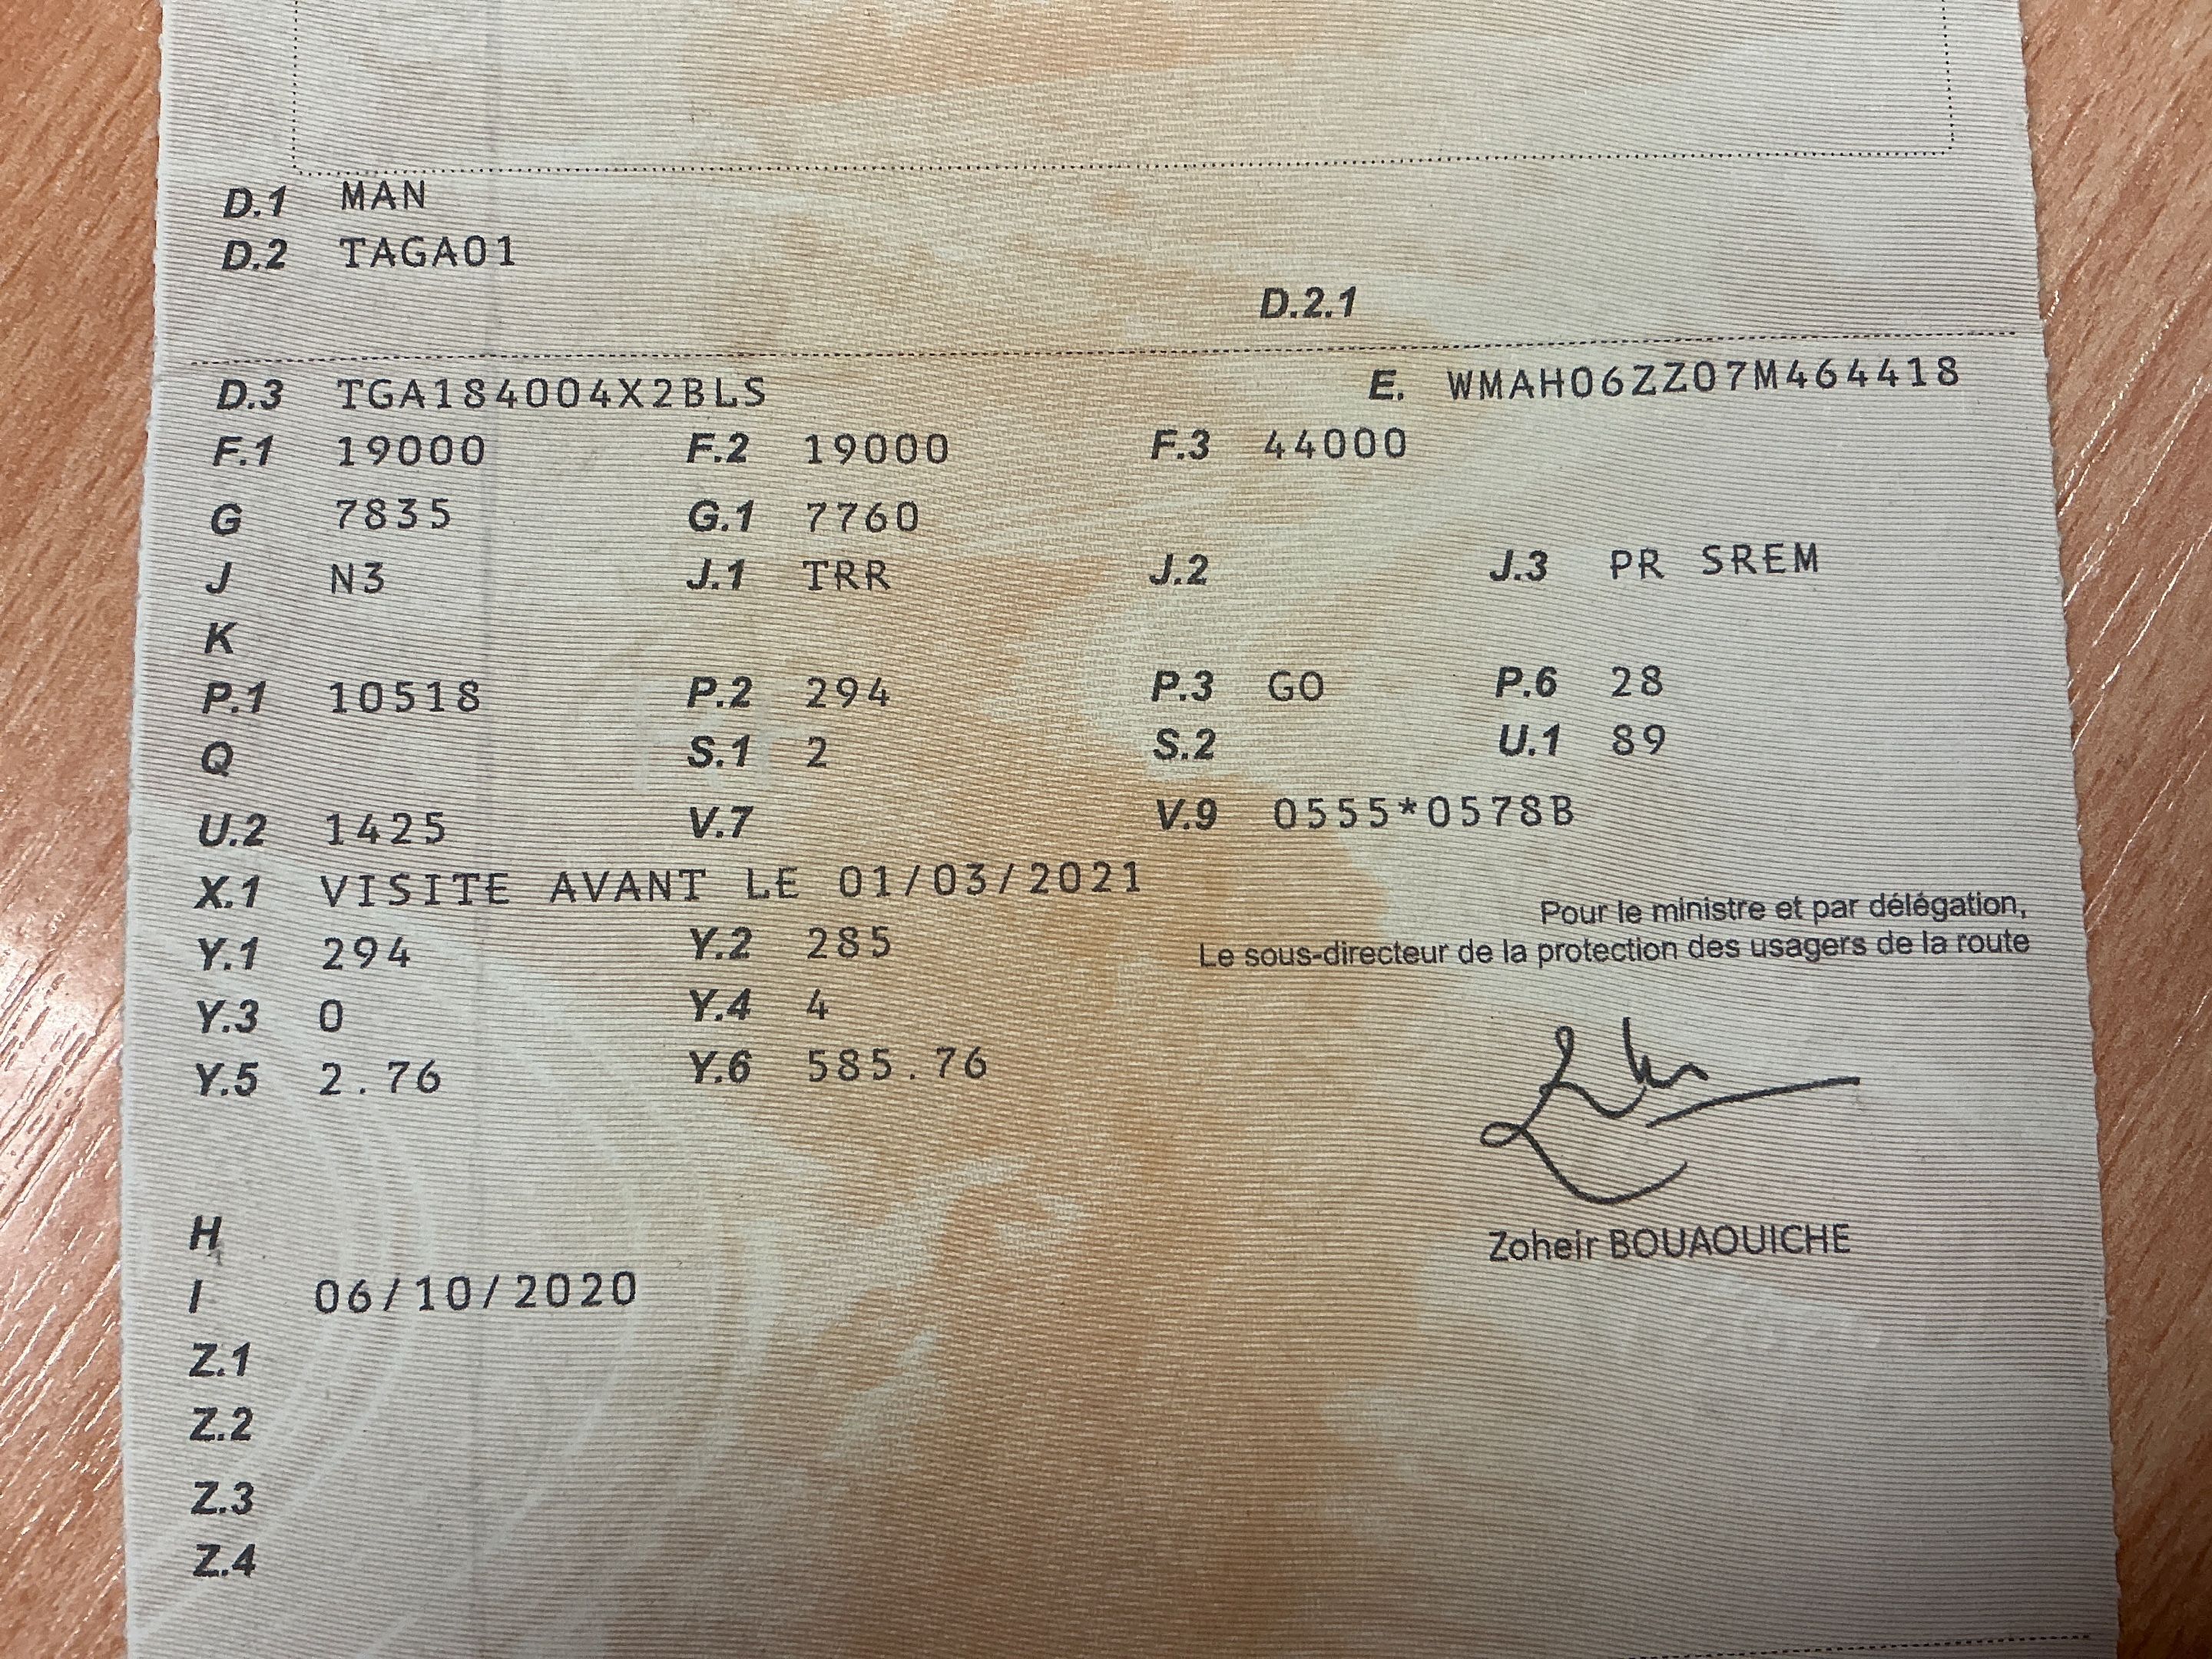 D.1 MAN
D.2 TAGA01
D.2.1
D.3 TGA184004X2BLS E. WMAH06ZZ07M464418
F.1 19000 F.2 19000 F.3 44000
G 7835 G.1 7760
J N3 J.1 TRR J.2 J.3 PR SREM
K
P.1 10518 P.2 294 P.3 GO P.6 28
Q S.1 2 S.2 U.1 89
U.2 1425 V.7 V.9 0555*0578B
X.1 VISITE AVANT LE 01/03/2021
Pour le ministre et par délégation,
Y.1 294 Y.2 285 Le sous-directeur de la protection des usagers de la route
Y.3 0 Y.4 4
Y.5 2.76 Y.6 585.76
H Zoheir BOUAOUICHE
I 06/10/2020
Z.1
Z.2
Z.3
Z.4